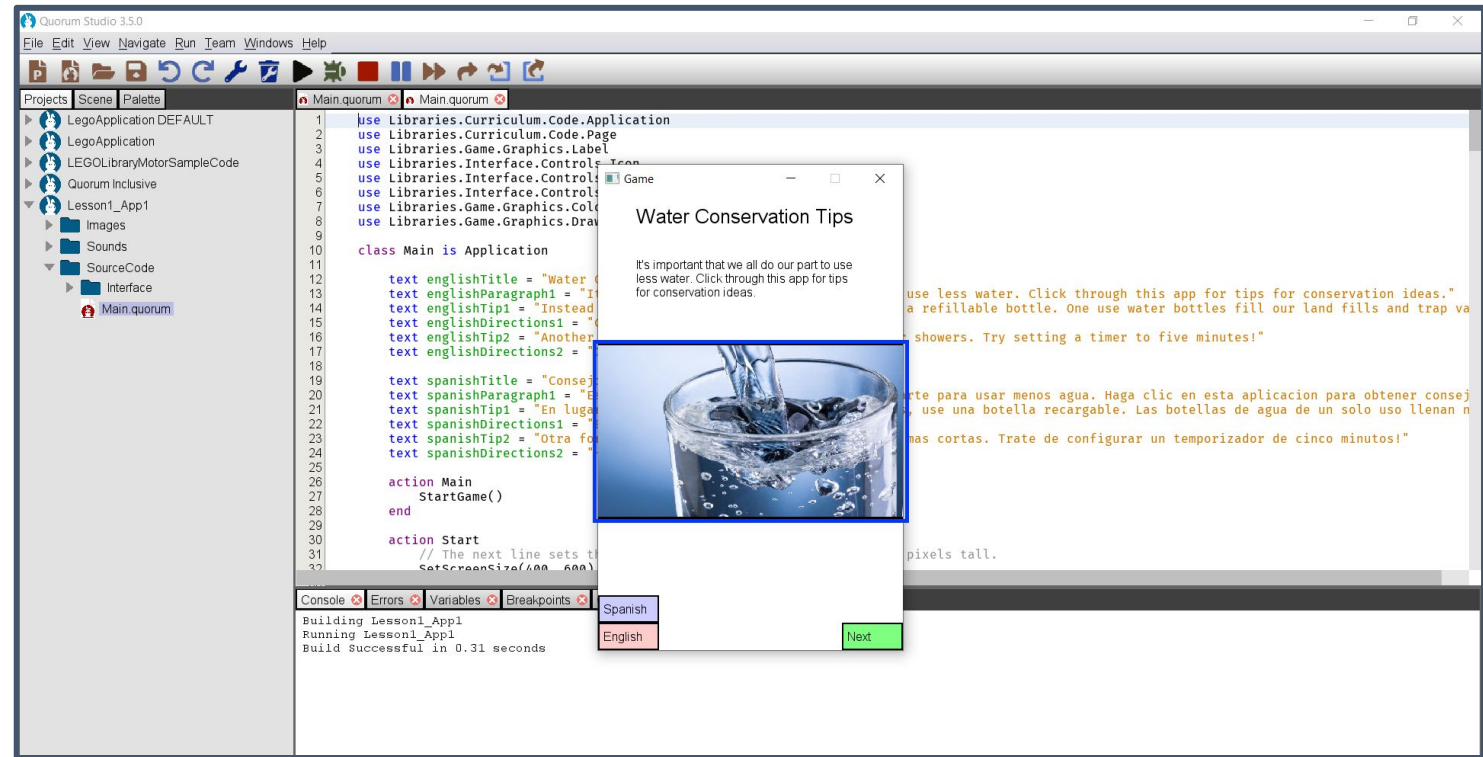 Quorum Studio 3.5.0
File Edit View Navigate Run Team Windows Help
Projects Scene Palette
LegoApplication DEFAULT
LegoApplication
LEGOLibraryMotorSampleCode
Quorum Inclusive
Lesson1_App1
Images
Sounds
SourceCode
Interface
Main.quorum
Main.quorum Main.quorum
1 use Libraries.Curriculum.Code.Application
2 use Libraries.Curriculum.Code.Page
3 use Libraries.Game.Graphics.Label
4 use Libraries.Interface.Controls.Icon
5 use Libraries.Interface.Controls
6 use Libraries.Interface.Controls
7 use Libraries.Game.Graphics.Colo
8 use Libraries.Game.Graphics.Draw
9
10 class Main is Application
11
12 text englishTitle = "Water
13 text englishParagraph1 = "It use less water. Click through this app for tips for conservation ideas."
14 text englishTip1 = "Instead a refillable bottle. One use water bottles fill our land fills and trap va
15 text englishDirections1 = "
16 text englishTip2 = "Another showers. Try setting a timer to five minutes!"
17 text englishDirections2 = "
18
19 text spanishTitle = "Consej
20 text spanishParagraph1 = "E rte para usar menos agua. Haga clic en esta aplicacion para obtener consej
21 text spanishTip1 = "En luga , use una botella recargable. Las botellas de agua de un solo uso llenan n
22 text spanishDirections1 = "
23 text spanishTip2 = "Otra fo mas cortas. Trate de configurar un temporizador de cinco minutos!"
24 text spanishDirections2 = "
25
26 action Main
27 StartGame()
28 end
29
30 action Start
31 // The next line sets th pixels tall.
32 SetScreenSize(400, 600)
Game
Water Conservation Tips
It's important that we all do our part to use
less water. Click through this app for tips
for conservation ideas.
Spanish
English
Next
Console Errors Variables Breakpoints
Building Lesson1_App1
Running Lesson1_App1
Build Successful in 0.31 seconds